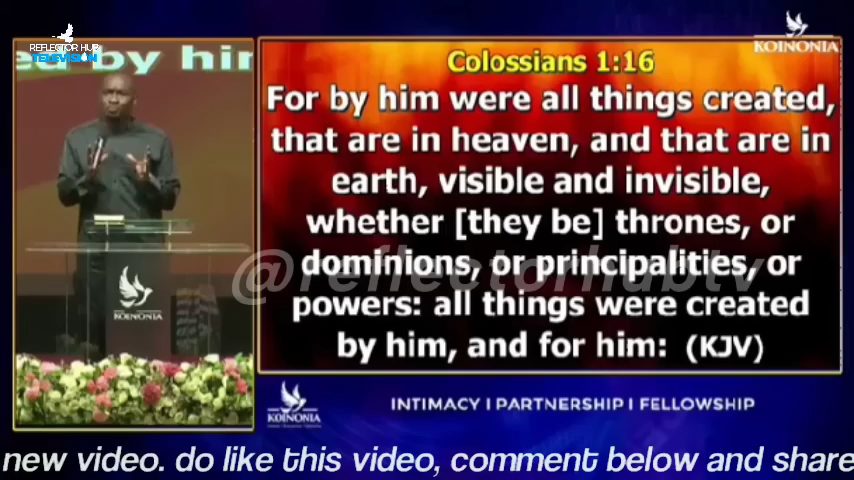 REFLECTOR HUB
TELEVISION
ed by hi
KOINONIA
Colossians 1:16
For by him were all things created,
that are in heaven, and that are in
earth, visible and invisible,
whether [they be] thrones, or
dominions, or principalities, or
powers: all things were created
by him, and for him: (KJV)
@reflectorhubtv
KOINONIA
KOINONIA
INTIMACY I PARTNERSHIP I FELLOWSHIP
new video. do like this video, comment below and share